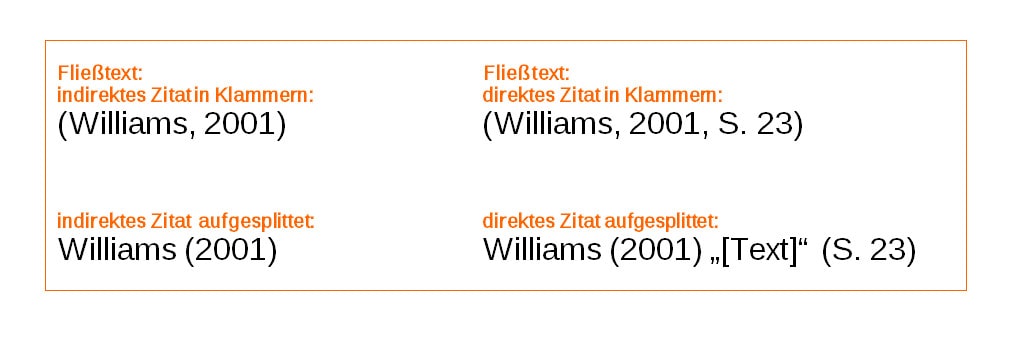 Fließtext:
indirektes Zitat in Klammern:
(Williams, 2001)
Fließtext:
direktes Zitat in Klammern:
(Williams, 2001, S. 23)
indirektes Zitat aufgesplittet:
Williams (2001)
direktes Zitat aufgesplittet:
Williams (2001) „[Text]“ (S. 23)